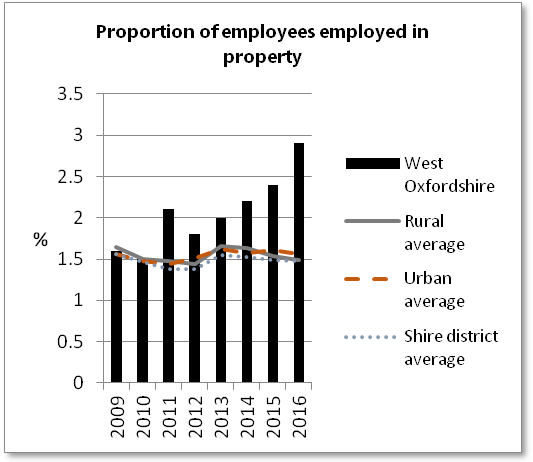 Proportion of employees employed in
property
3.5
3
2.5
2
1.5
1
0.5
0
%
2009
2010
2011
2012
2013
2014
2015
2016
West
Oxfordshire
Rural
average
Urban
average
Shire district
average